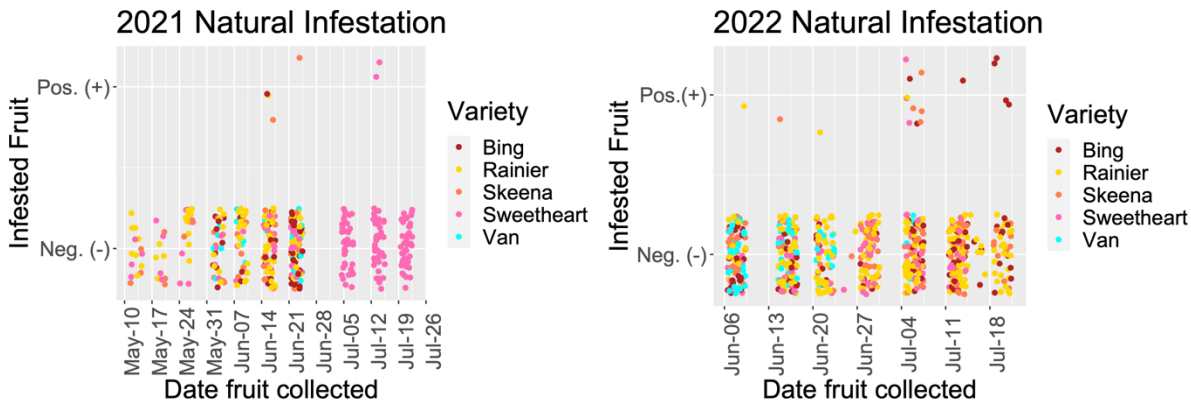 2021 Natural Infestation
Infested Fruit
Pos. (+)
Neg. (-)
May-10
May-17
May-24
May-31
Jun-07
Jun-14
Jun-21
Jun-28
Jul-05
Jul-12
Jul-19
Jul-26
Date fruit collected
Variety
Bing
Rainier
Skeena
Sweetheart
Van
2022 Natural Infestation
Infested Fruit
Pos.(+)
Neg. (-)
Jun-06
Jun-13
Jun-20
Jun-27
Jul-04
Jul-11
Jul-18
Date fruit collected
Variety
Bing
Rainier
Skeena
Sweetheart
Van